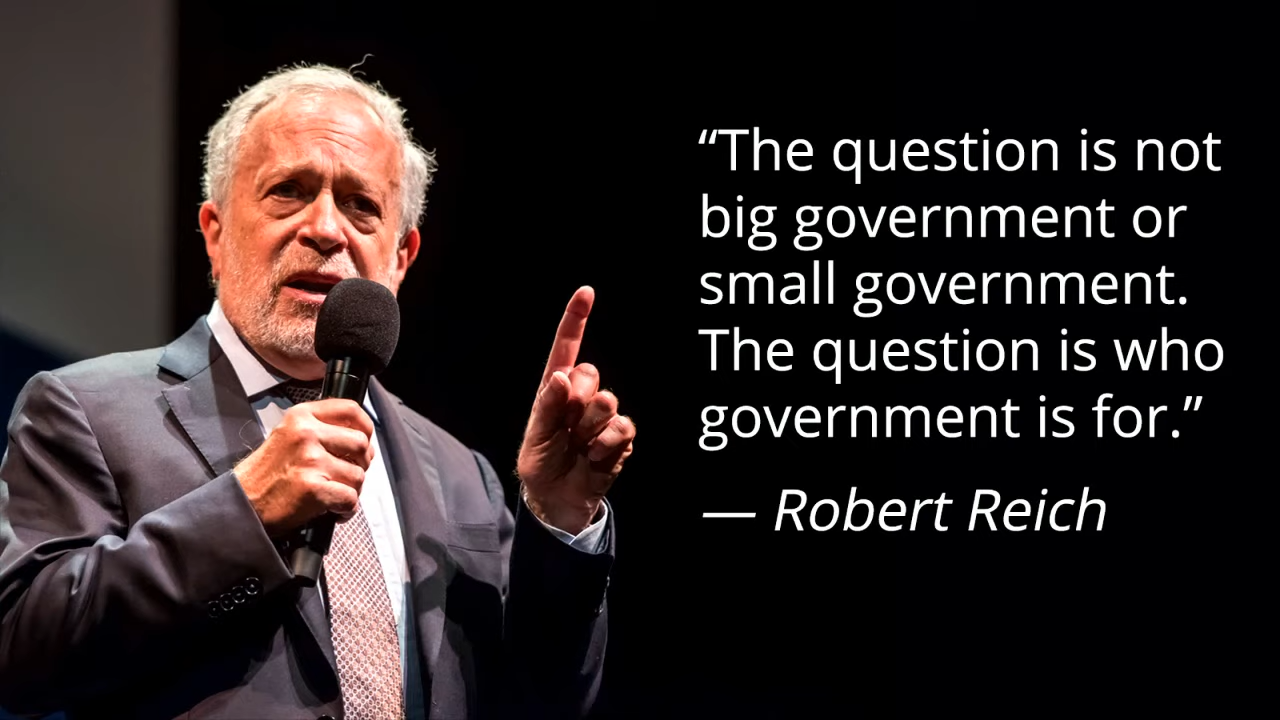 “The question is not
big government or
small government.
The question is who
government is for.”
— Robert Reich